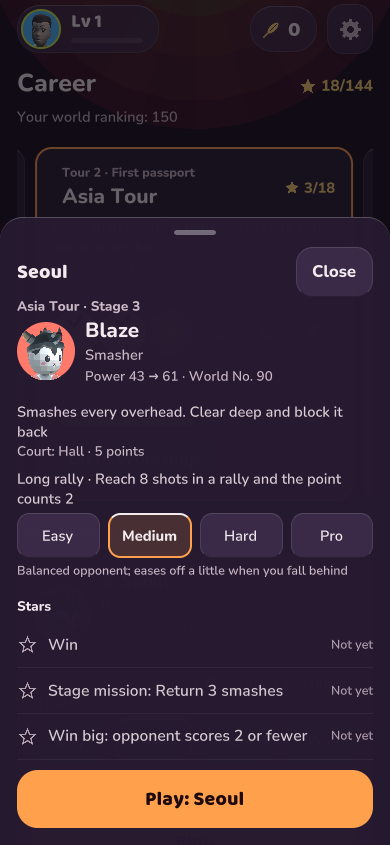 Lv 1
0
Career
18/144
Your world ranking: 150
Tour 2 · First passport
Asia Tour
3/18
Seoul
Close
Asia Tour · Stage 3
Blaze
Smasher
Power 43 → 61 · World No. 90
Smashes every overhead. Clear deep and block it
back
Court: Hall · 5 points
Long rally · Reach 8 shots in a rally and the point
counts 2
Easy
Medium
Hard
Pro
Balanced opponent; eases off a little when you fall behind
Stars
Win
Not yet
Stage mission: Return 3 smashes
Not yet
Win big: opponent scores 2 or fewer
Not yet
Play: Seoul